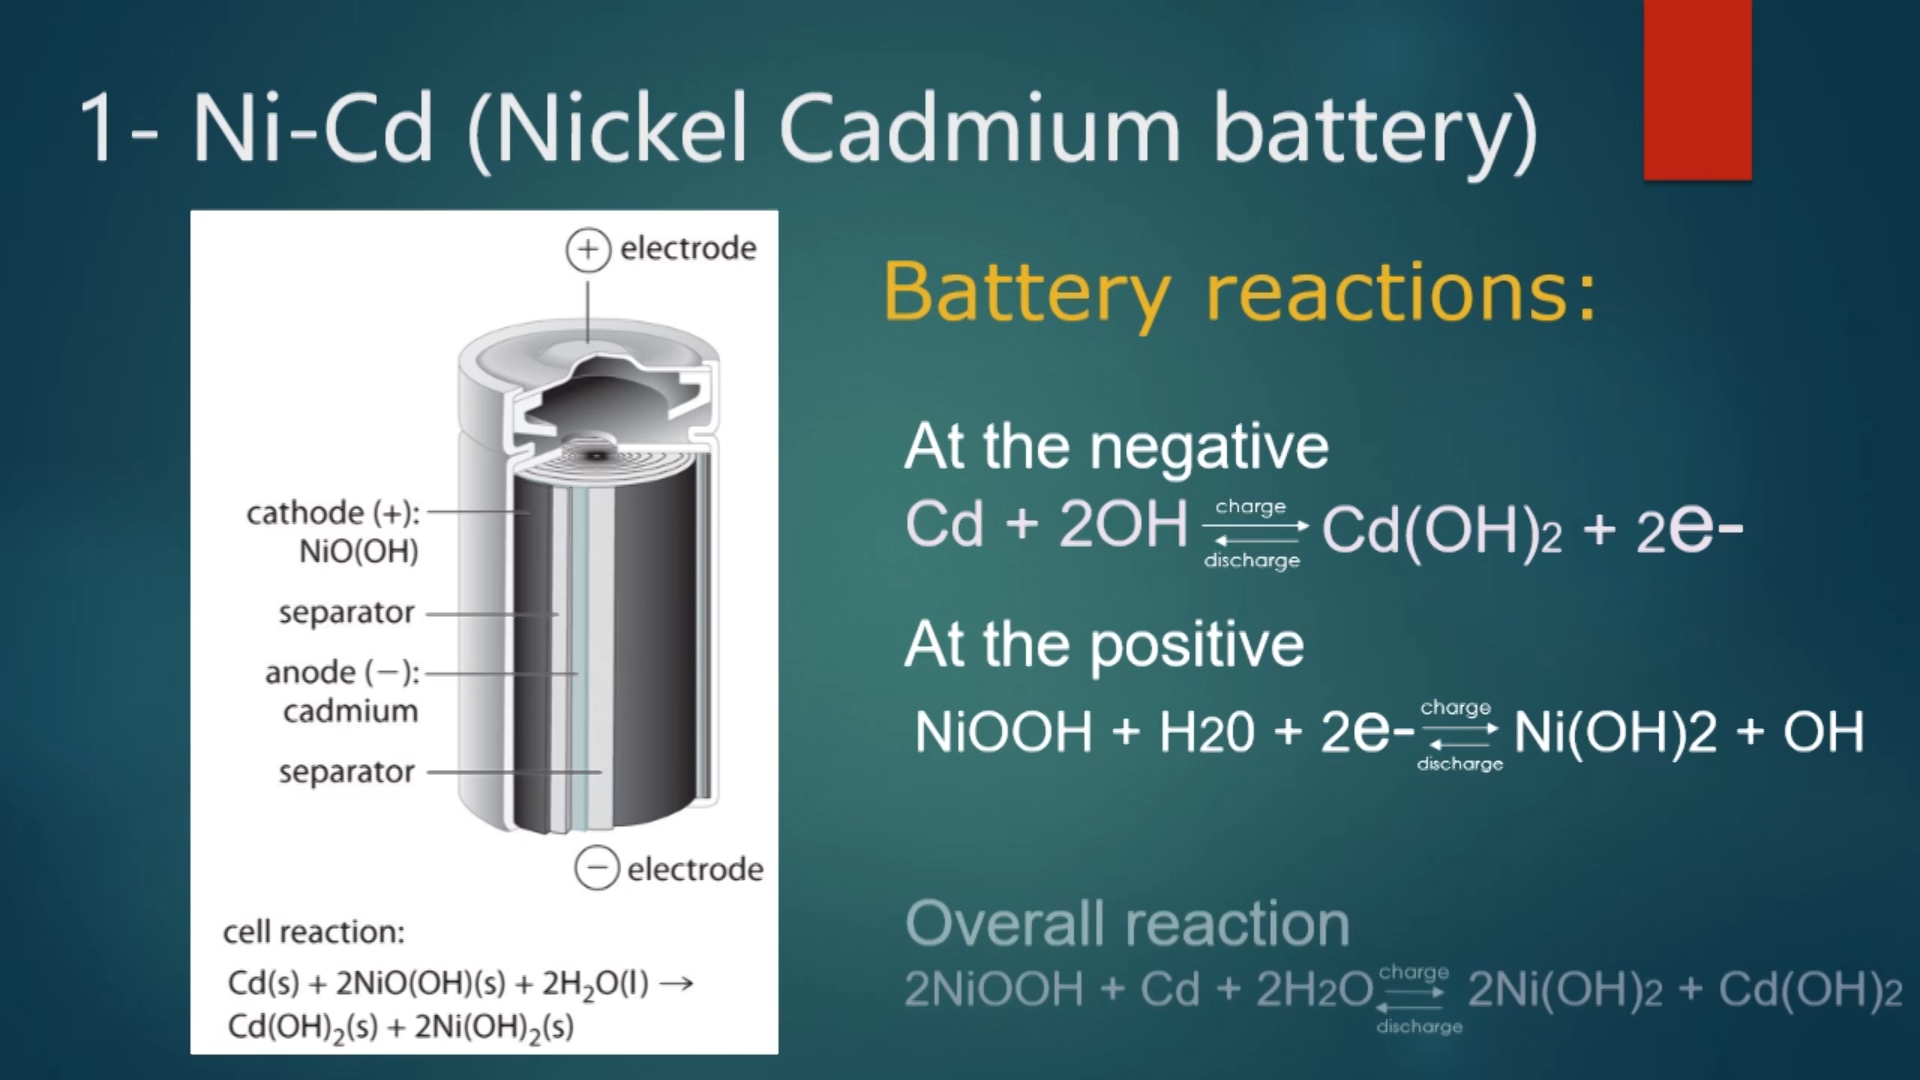 1- Ni-Cd (Nickel Cadmium battery)
+ electrode
cathode (+):
NiO(OH)
separator
anode (−):
cadmium
separator
− electrode
cell reaction:
Cd(s) + 2NiO(OH)(s) + 2H₂O(l) →
Cd(OH)₂(s) + 2Ni(OH)₂(s)
Battery reactions:
At the negative
charge
Cd + 2OH ⇄ Cd(OH)2 + 2e-
discharge
At the positive
charge
NiOOH + H20 + 2e- ⇄ Ni(OH)2 + OH
discharge
Overall reaction
charge
2NiOOH + Cd + 2H2O ⇄ 2Ni(OH)2 + Cd(OH)2
discharge